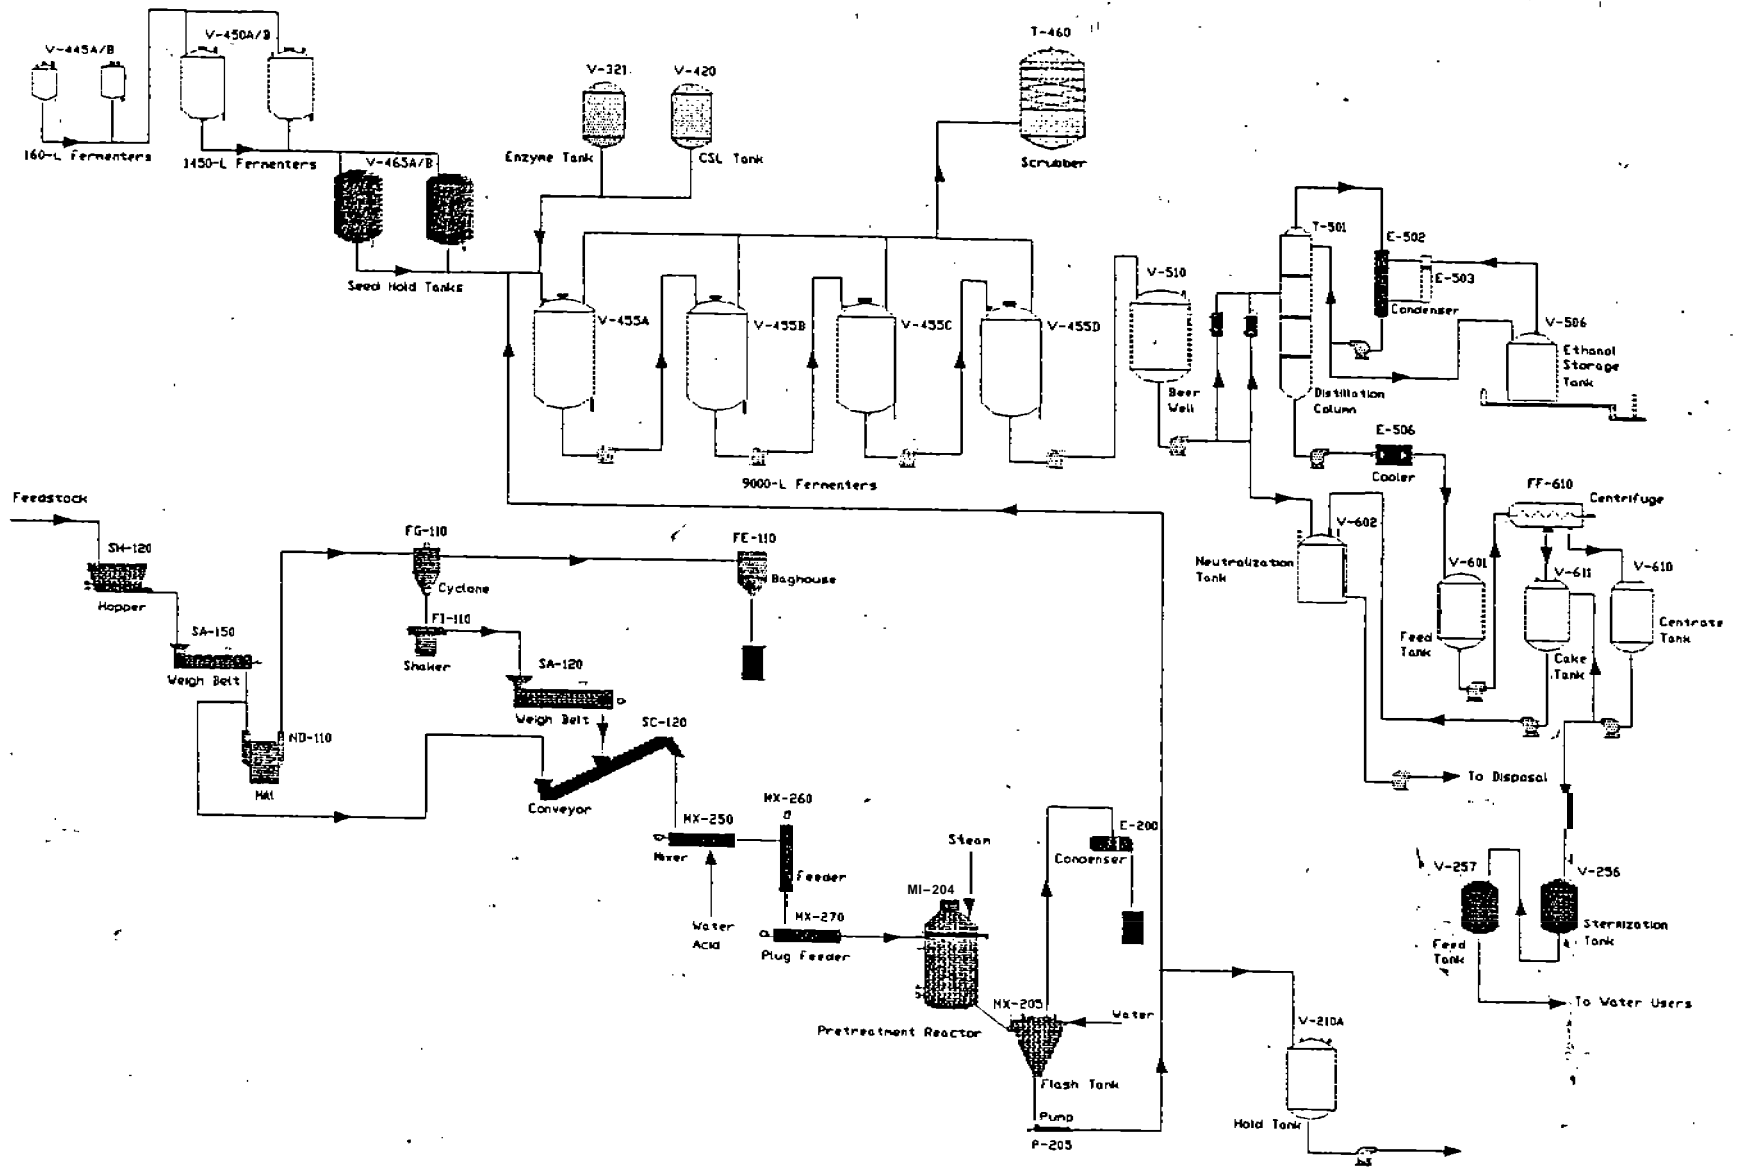 V-445A/B
V-450A/B
160-L Fermenters
1450-L Fermenters
V-465A/B
Seed Hold Tanks
V-321
V-420
Enzyme Tank
CSL Tank
T-460
Scrubber
V-455A
V-455B
V-455C
V-455D
9000-L Fermenters
V-510
Beer
Well
T-501
E-502
E-503
Condenser
V-506
Ethanol
Storage
Tank
Distillation
Column
E-506
Cooler
FF-610
Centrifuge
V-602
Neutralization
Tank
V-601
Feed
Tank
V-611
Cake
Tank
V-610
Centrate
Tank
To Disposal
V-257
V-256
Feed
Tank
Tank
To Water Users
Feedstock
SH-120
Hopper
SA-150
Weigh Belt
FG-110
Cyclone
FE-110
Baghouse
FI-110
Shaker
SA-120
Weigh Belt
SC-120
Conveyor
MX-250
Mixer
Feeder
Water
Acid
MX-270
Plug Feeder
Steam
MI-204
Pretreatment Reactor
E-200
Condenser
MX-205
Water
Flash Tank
Pump
P-205
V-210A
Hold Tank